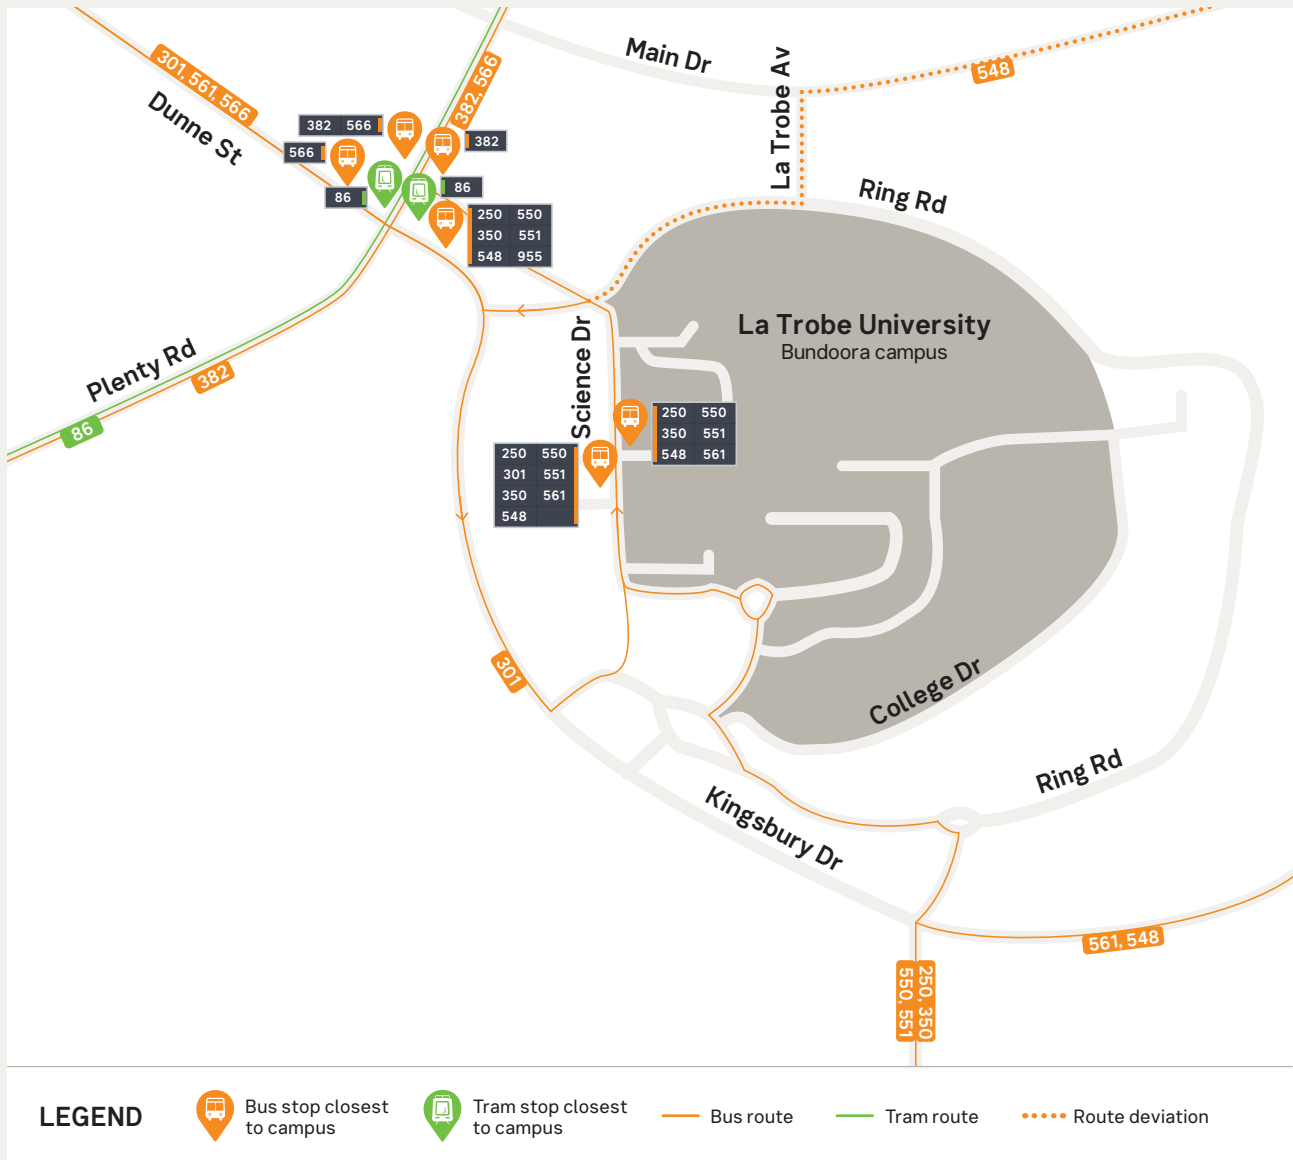 Main Dr
La Trobe Av
548
301, 561, 566
382, 566
Dunne St
382 566
382
566
86
86
250 550
350 551
548 955
Ring Rd
La Trobe University
Bundoora campus
Science Dr
Plenty Rd
382
86
250 550
350 551
548 561
250 550
301 551
350 561
548
301
College Dr
Ring Rd
Kingsbury Dr
561, 548
250, 350
550, 551
LEGEND
Bus stop closest
to campus
Tram stop closest
to campus
Bus route
Tram route
Route deviation